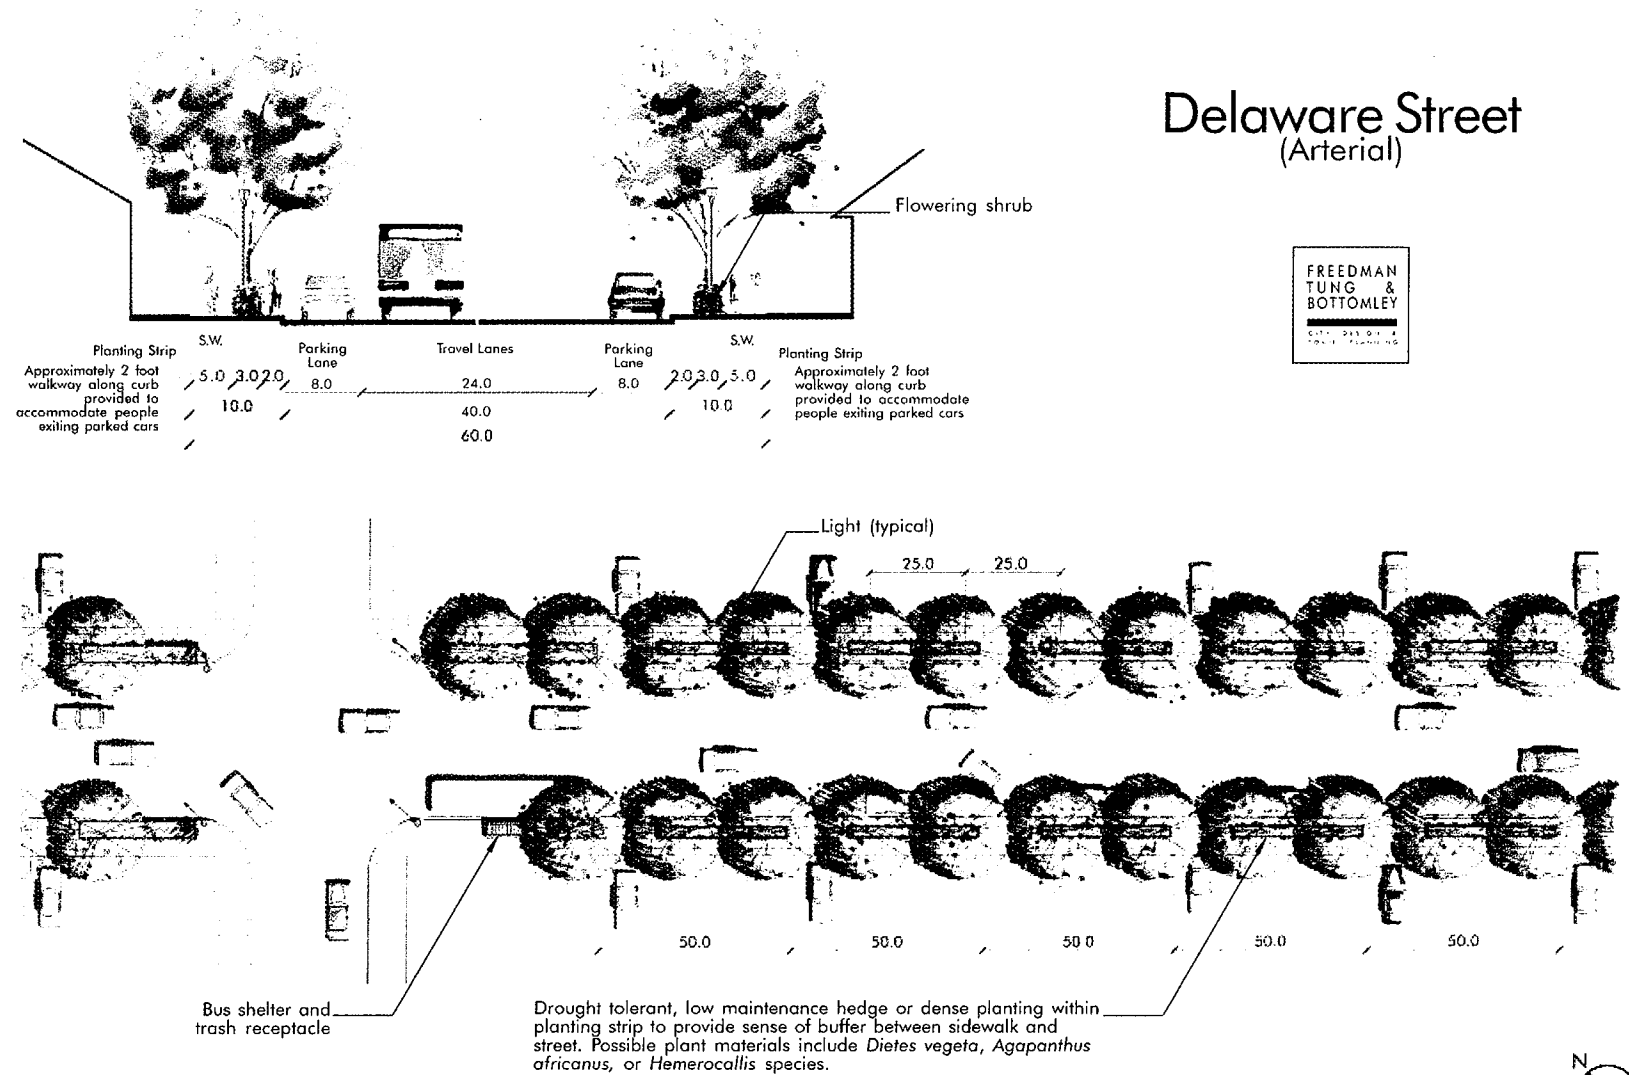 Delaware Street
(Arterial)
Flowering shrub
FREEDMAN
TUNG &
BOTTOMLEY
CITY DESIGN &
TOWN PLANNING
S.W.
Planting Strip
Approximately 2 foot
walkway along curb
provided to
accommodate people
exiting parked cars
Parking
Lane
Travel Lanes
Parking
Lane
S.W.
Planting Strip
Approximately 2 foot
walkway along curb
provided to accommodate
people exiting parked cars
5.0 3.0 2.0 8.0 24.0 8.0 2.0 3.0 5.0
10.0 40.0 10.0
60.0
Light (typical)
25.0 25.0
50.0 50.0 50 0 50.0 50.0
Bus shelter and
trash receptacle
Drought tolerant, low maintenance hedge or dense planting within
planting strip to provide sense of buffer between sidewalk and
street. Possible plant materials include Dietes vegeta, Agapanthus
africanus, or Hemerocallis species.
N